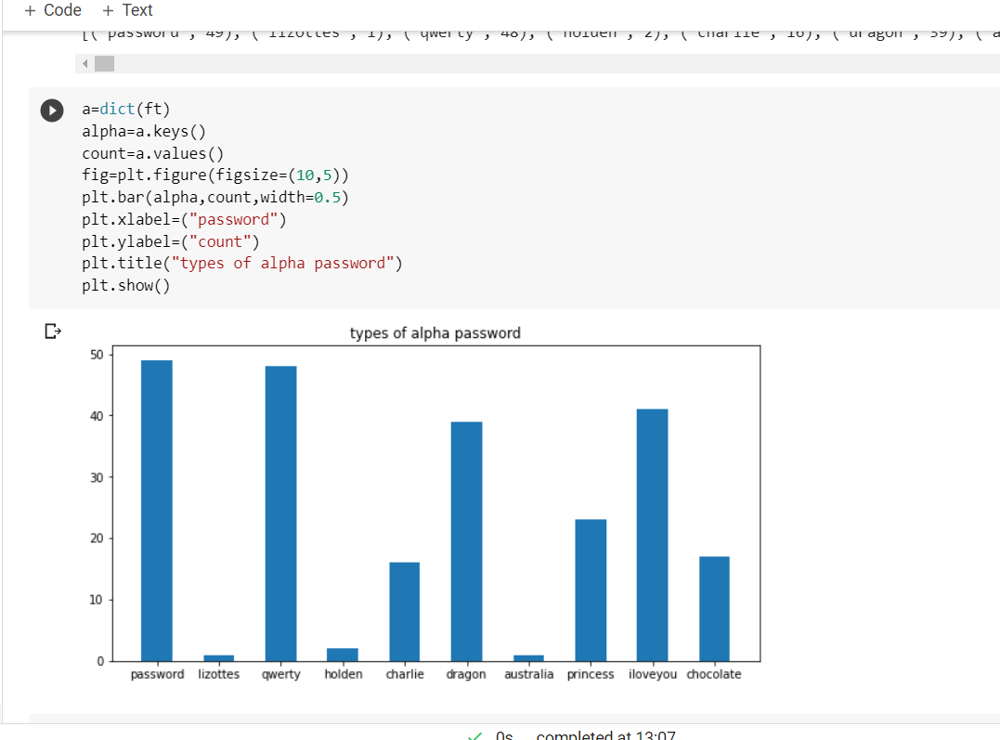 + Code + Text
[('password', 49), ('lizottes', 1), ('qwerty', 48), ('holden', 2), ('charlie', 16), ('dragon', 39), ('a
a=dict(ft)
alpha=a.keys()
count=a.values()
fig=plt.figure(figsize=(10,5))
plt.bar(alpha,count,width=0.5)
plt.xlabel=("password")
plt.ylabel=("count")
plt.title("types of alpha password")
plt.show()
types of alpha password
50
40
30
20
10
0
password lizottes qwerty holden charlie dragon australia princess iloveyou chocolate
0s completed at 13:07